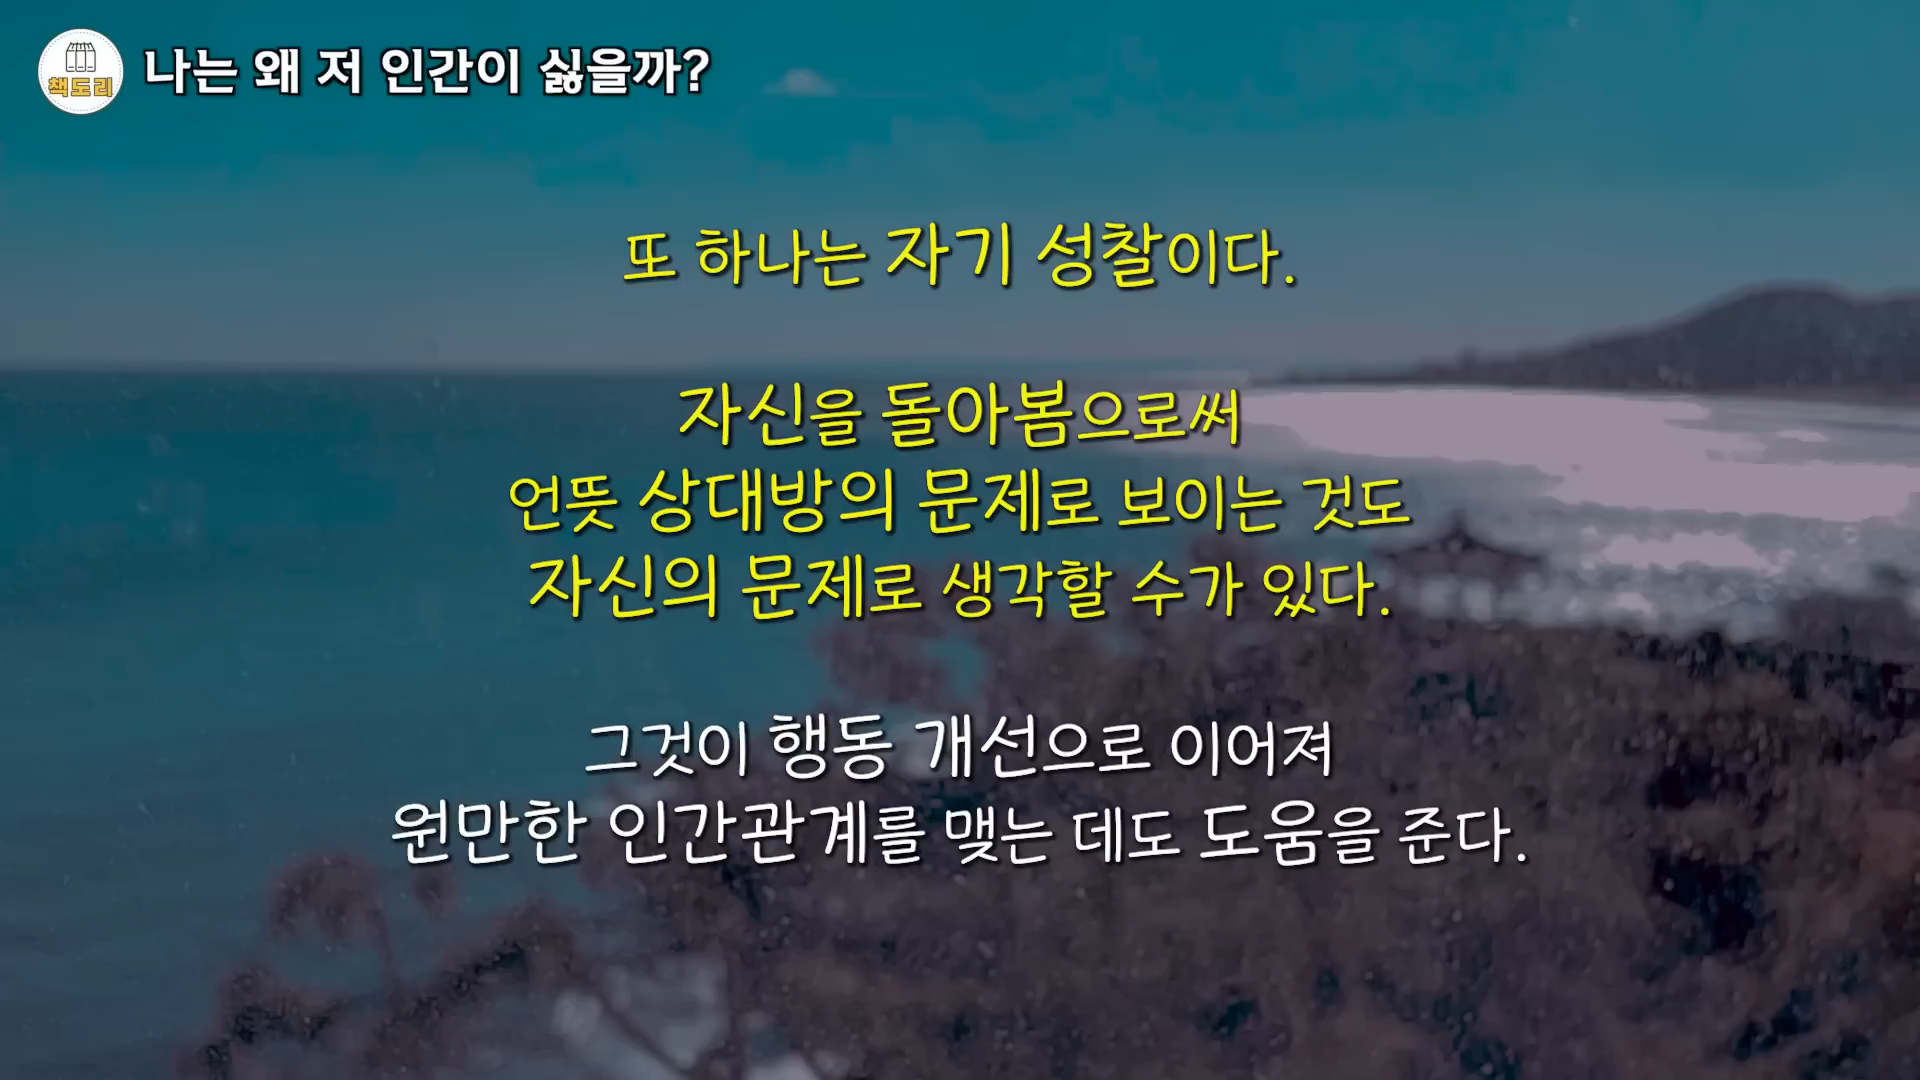 책도리
나는 왜 저 인간이 싫을까?
또 하나는 자기 성찰이다.
자신을 돌아봄으로써
언뜻 상대방의 문제로 보이는 것도
자신의 문제로 생각할 수가 있다.
그것이 행동 개선으로 이어져
원만한 인간관계를 맺는 데도 도움을 준다.